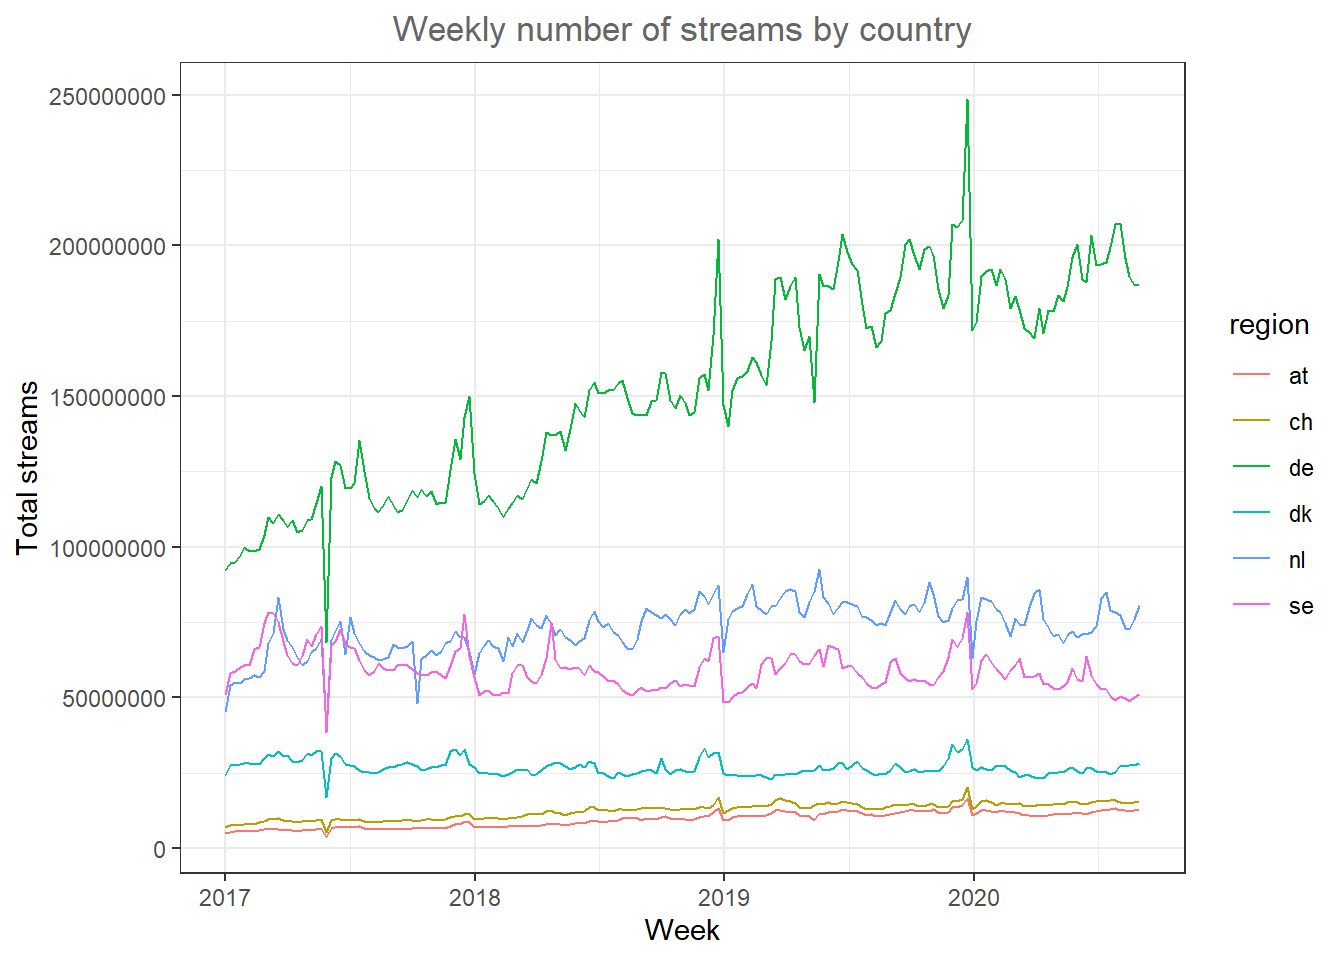 Weekly number of streams by country
250000000
200000000
150000000
100000000
50000000
0
Total streams
2017
2018
2019
2020
Week
region
at
ch
de
dk
nl
se